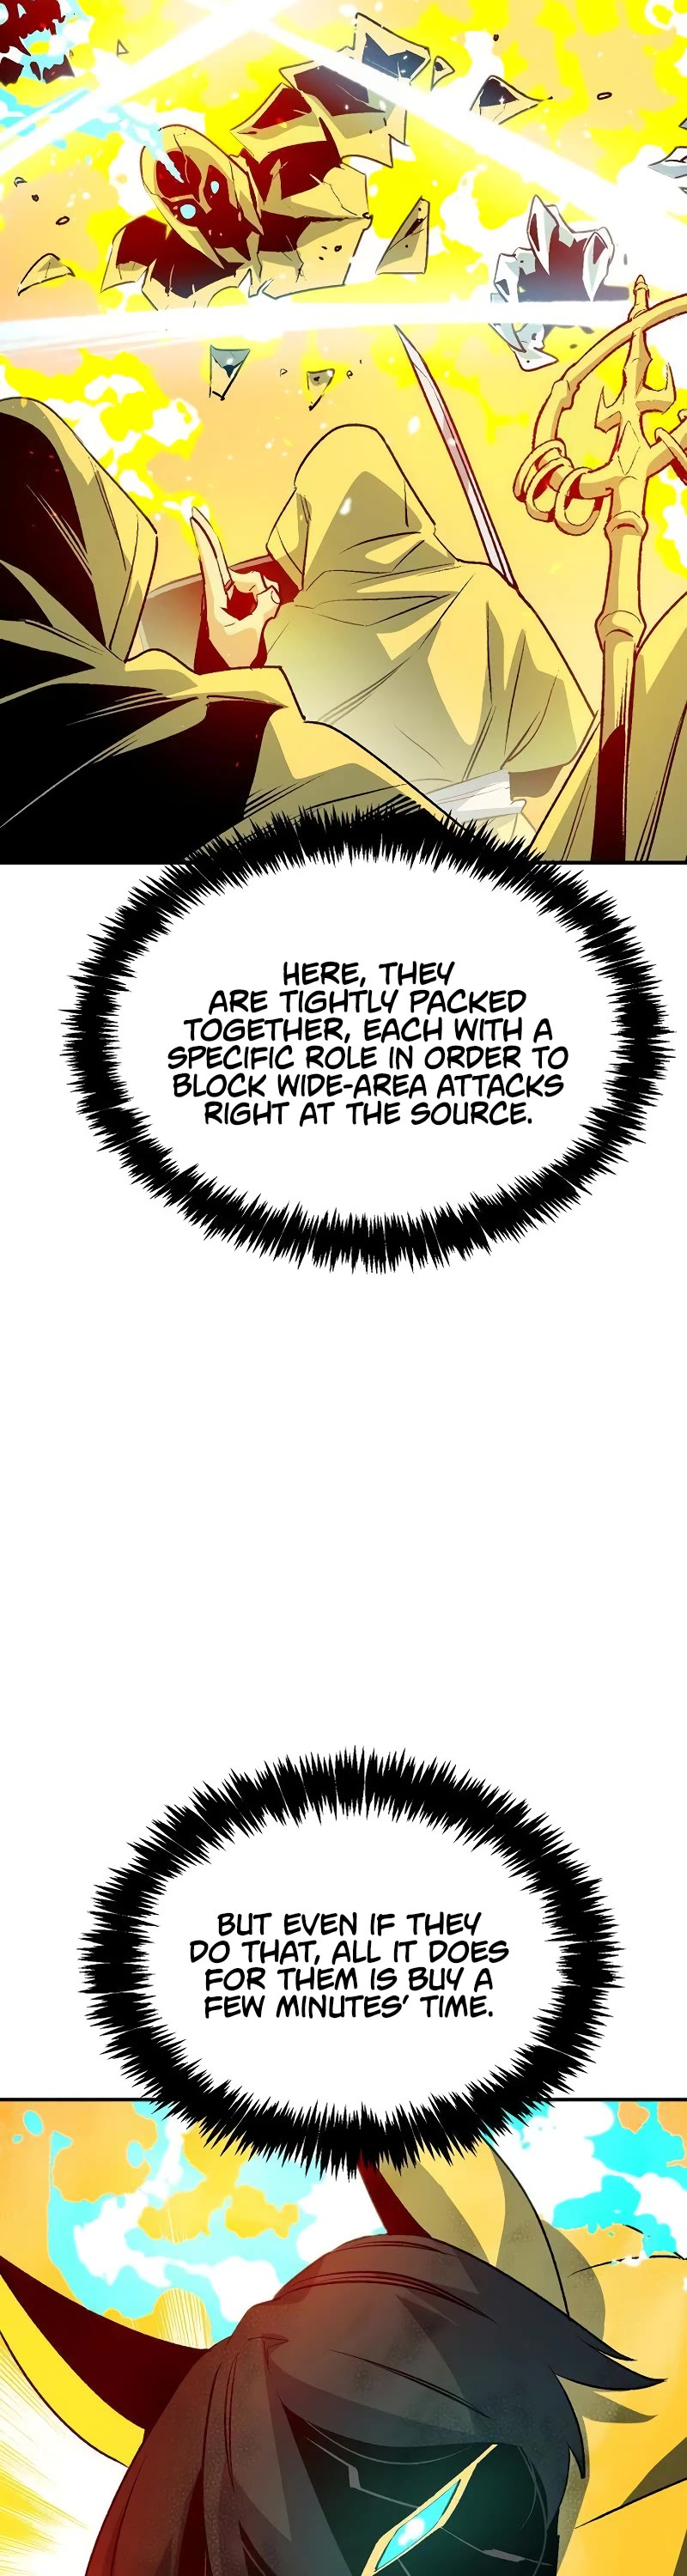 HERE, THEY
ARE TIGHTLY PACKED
TOGETHER, EACH WITH A
SPECIFIC ROLE IN ORDER TO
BLOCK WIDE-AREA ATTACKS
RIGHT AT THE SOURCE.
BUT EVEN IF THEY
DO THAT, ALL IT DOES
FOR THEM IS BUY A
FEW MINUTES' TIME.